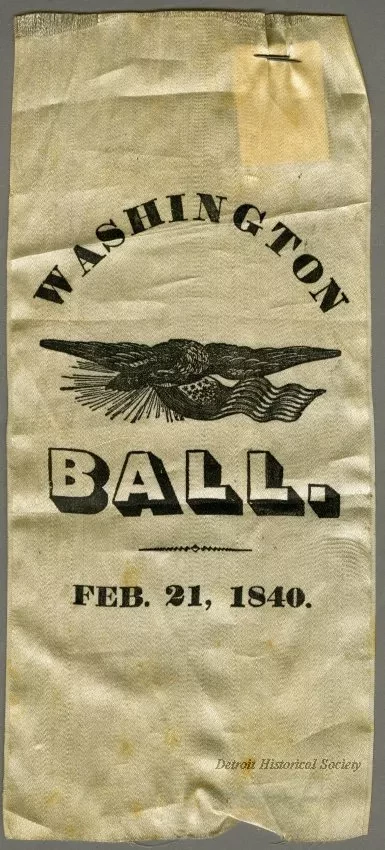 WASHINGTON
BALL.
FEB. 21, 1840.
Detroit Historical Society